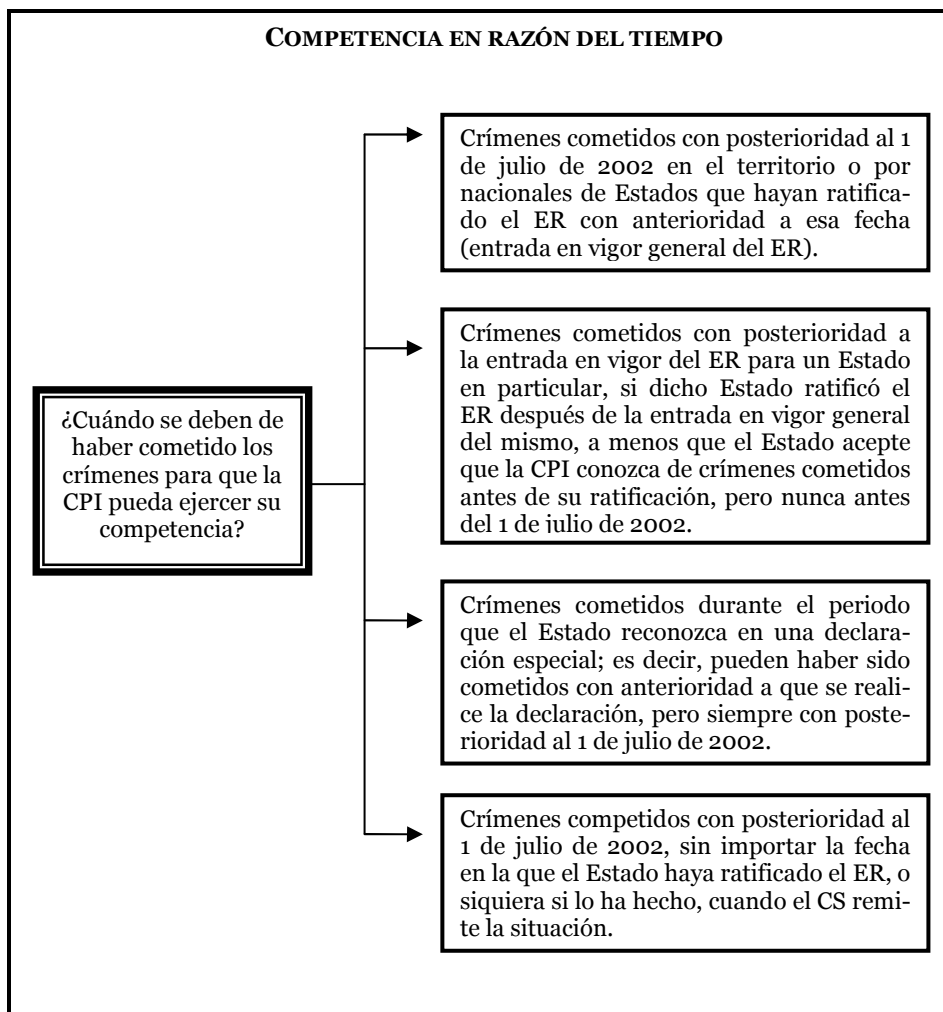 COMPETENCIA EN RAZÓN DEL TIEMPO
Crímenes cometidos con posterioridad al 1
de julio de 2002 en el territorio o por
nacionales de Estados que hayan ratifica-
do el ER con anterioridad a esa fecha
(entrada en vigor general del ER).
Crímenes cometidos con posterioridad a
la entrada en vigor del ER para un Estado
en particular, si dicho Estado ratificó el
ER después de la entrada en vigor general
del mismo, a menos que el Estado acepte
que la CPI conozca de crímenes cometidos
antes de su ratificación, pero nunca antes
del 1 de julio de 2002.
¿Cuándo se deben de
haber cometido los
crímenes para que la
CPI pueda ejercer su
competencia?
Crímenes cometidos durante el periodo
que el Estado reconozca en una declara-
ción especial; es decir, pueden haber sido
cometidos con anterioridad a que se reali-
ce la declaración, pero siempre con poste-
rioridad al 1 de julio de 2002.
Crímenes competidos con posterioridad al
1 de julio de 2002, sin importar la fecha
en la que el Estado haya ratificado el ER, o
siquiera si lo ha hecho, cuando el CS remi-
te la situación.